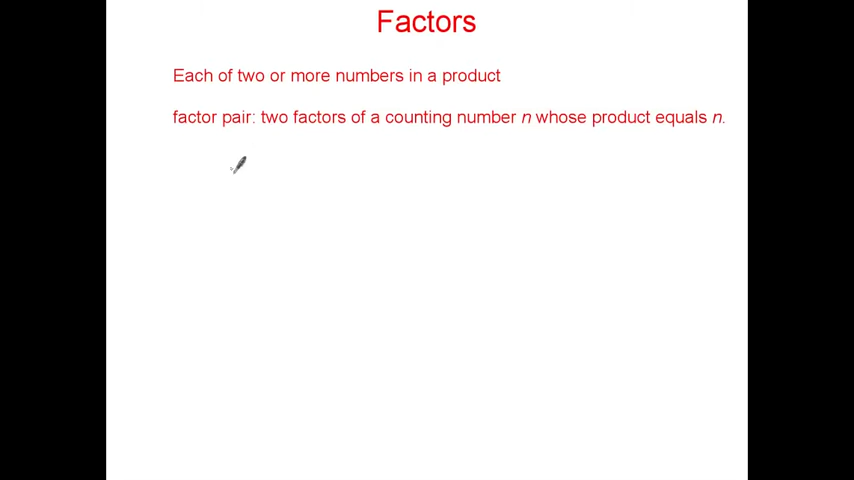 Factors
Each of two or more numbers in a product
factor pair: two factors of a counting number n whose product equals n.